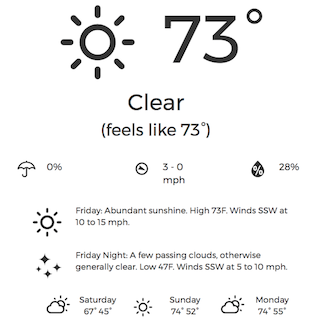 73°
Clear
(feels like 73°)
0%
3 - 0
mph
28%
Friday: Abundant sunshine. High 73F. Winds SSW at
10 to 15 mph.
Friday Night: A few passing clouds, otherwise
generally clear. Low 47F. Winds SSW at 5 to 10 mph.
Saturday
67° 45°
Sunday
74° 52°
Monday
74° 55°